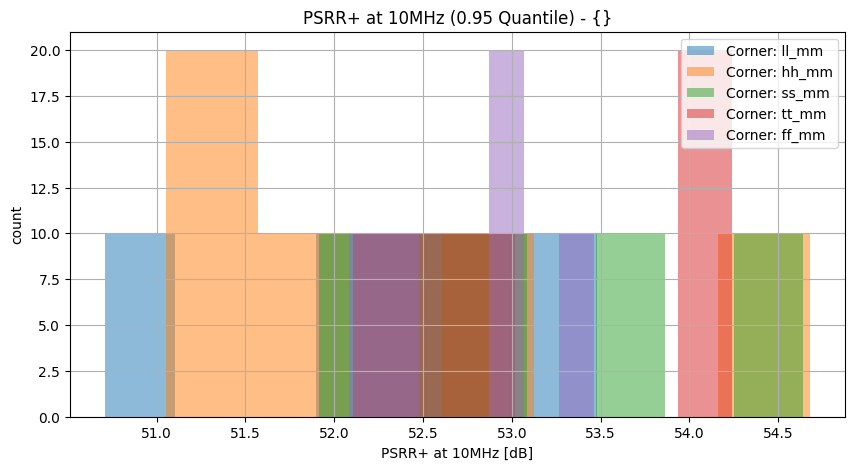 PSRR+ at 10MHz (0.95 Quantile) - {}
20.0
17.5
15.0
12.5
10.0
7.5
5.0
2.5
0.0
count
Corner: ll_mm
Corner: hh_mm
Corner: ss_mm
Corner: tt_mm
Corner: ff_mm
51.0 51.5 52.0 52.5 53.0 53.5 54.0 54.5
PSRR+ at 10MHz [dB]